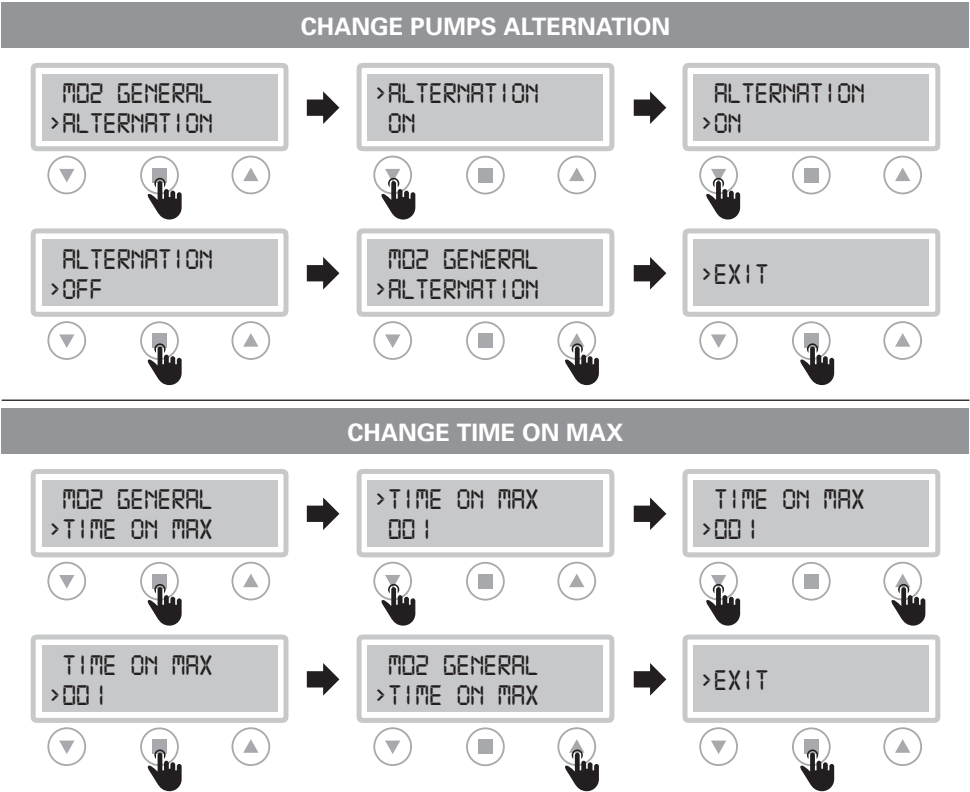 CHANGE PUMPS ALTERNATION
M02 GENERAL
>ALTERNATION
>ALTERNATION
ON
ALTERNATION
>ON
ALTERNATION
>OFF
M02 GENERAL
>ALTERNATION
>EXIT
CHANGE TIME ON MAX
M02 GENERAL
>TIME ON MAX
>TIME ON MAX
001
TIME ON MAX
>001
TIME ON MAX
>001
M02 GENERAL
>TIME ON MAX
>EXIT